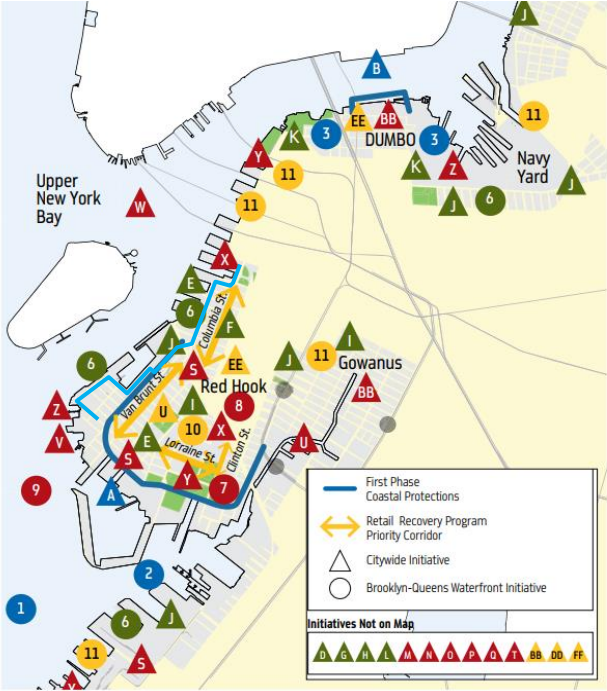 J
B
EE
BB
11
K
3
DUMBO
3
Y
11
K
Z
Navy
Yard
J
J
6
Upper
New York
Bay
W
11
X
E
6
Columbia St.
F
J
I
11
J
Gowanus
EE
S
Red Hook
BB
6
Van Brunt St.
Z
U
I
8
V
10
X
E
Lorraine St.
Clinton St.
U
S
Y
7
9
A
2
1
6
J
11
S
First Phase
Coastal Protections
Retail Recovery Program
Priority Corridor
Citywide Initiative
Brooklyn-Queens Waterfront Initiative
Initiatives Not on Map
D G H L M N O P Q T BB DD FF